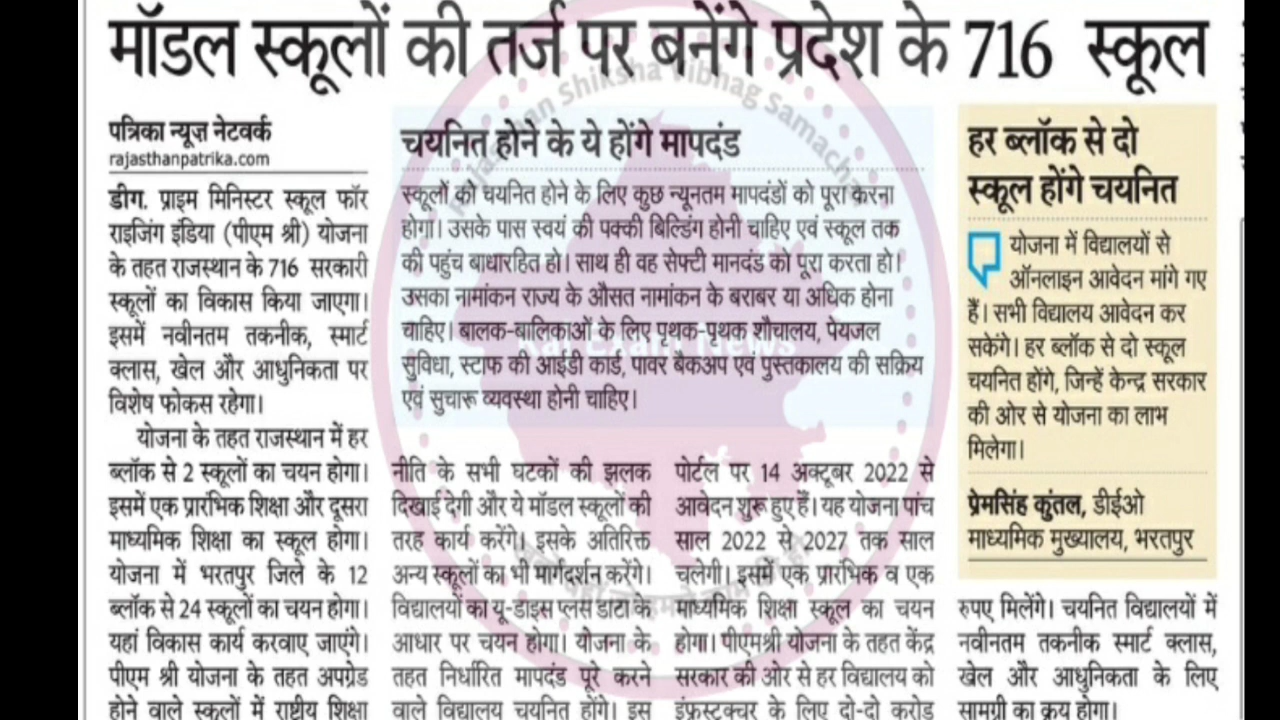 मॉडल स्कूलों की तर्ज पर बनेंगे प्रदेश के 716 स्कूल
पत्रिका न्यूज़ नेटवर्क
rajasthanpatrika.com
डीग. प्राइम मिनिस्टर स्कूल फॉर
राइजिंग इंडिया (पीएम श्री) योजना
के तहत राजस्थान के 716 सरकारी
स्कूलों का विकास किया जाएगा।
इसमें नवीनतम तकनीक, स्मार्ट
क्लास, खेल और आधुनिकता पर
विशेष फोकस रहेगा।
योजना के तहत राजस्थान में हर
ब्लॉक से 2 स्कूलों का चयन होगा।
इसमें एक प्रारंभिक शिक्षा और दूसरा
माध्यमिक शिक्षा का स्कूल होगा।
योजना में भरतपुर जिले के 12
ब्लॉक से 24 स्कूलों का चयन होगा।
यहां विकास कार्य करवाए जाएंगे।
पीएम श्री योजना के तहत अपग्रेड
होने वाले स्कूलों में राष्ट्रीय शिक्षा
चयनित होने के ये होंगे मापदंड
स्कूलों को चयनित होने के लिए कुछ न्यूनतम मापदंडों को पूरा करना
होगा। उसके पास स्वयं की पक्की बिल्डिंग होनी चाहिए एवं स्कूल तक
की पहुंच बाधारहित हो। साथ ही वह सेफ्टी मानदंड को पूरा करता हो।
उसका नामांकन राज्य के औसत नामांकन के बराबर या अधिक होना
चाहिए। बालक-बालिकाओं के लिए पृथक-पृथक शौचालय, पेयजल
सुविधा, स्टाफ की आईडी कार्ड, पावर बैकअप एवं पुस्तकालय की सक्रिय
एवं सुचारू व्यवस्था होनी चाहिए।
नीति के सभी घटकों की झलक
दिखाई देगी और ये मॉडल स्कूलों की
तरह कार्य करेंगे। इसके अतिरिक्त
अन्य स्कूलों का भी मार्गदर्शन करेंगे।
विद्यालयों का यू-डाइस प्लस डाटा के
आधार पर चयन होगा। योजना के
तहत निर्धारित मापदंड पूरे करने
वाले विद्यालय चयनित होंगे। इस
पोर्टल पर 14 अक्टूबर 2022 से
आवेदन शुरू हुए हैं। यह योजना पांच
साल 2022 से 2027 तक साल
चलेगी। इसमें एक प्रारंभिक व एक
माध्यमिक शिक्षा स्कूल का चयन
होगा। पीएमश्री योजना के तहत केंद्र
सरकार की ओर से हर विद्यालय को
इंफ्रास्ट्रक्चर के लिए दो-दो करोड़
हर ब्लॉक से दो
स्कूल होंगे चयनित
योजना में विद्यालयों से
ऑनलाइन आवेदन मांगे गए
हैं। सभी विद्यालय आवेदन कर
सकेंगे। हर ब्लॉक से दो स्कूल
चयनित होंगे, जिन्हें केन्द्र सरकार
की ओर से योजना का लाभ
मिलेगा।
प्रेमसिंह कुंतल, डीईओ
माध्यमिक मुख्यालय, भरतपुर
रुपए मिलेंगे। चयनित विद्यालयों में
नवीनतम तकनीक स्मार्ट क्लास,
खेल और आधुनिकता के लिए
सामग्री का क्रय होगा।
Rajasthan Shiksha Vibhag Samachar